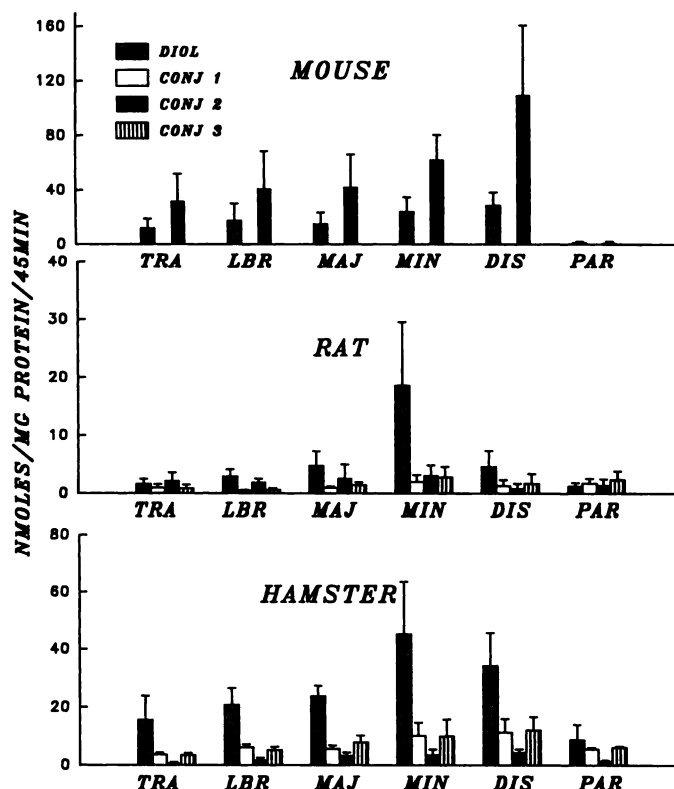 NMOLES/MG PROTEIN/45MIN
160
120
80
40
0
DIOL
CONJ 1
CONJ 2
CONJ 3
MOUSE
TRA LBR MAJ MIN DIS PAR
40
30
20
10
0
RAT
TRA LBR MAJ MIN DIS PAR
80
60
40
20
0
HAMSTER
TRA LBR MAJ MIN DIS PAR